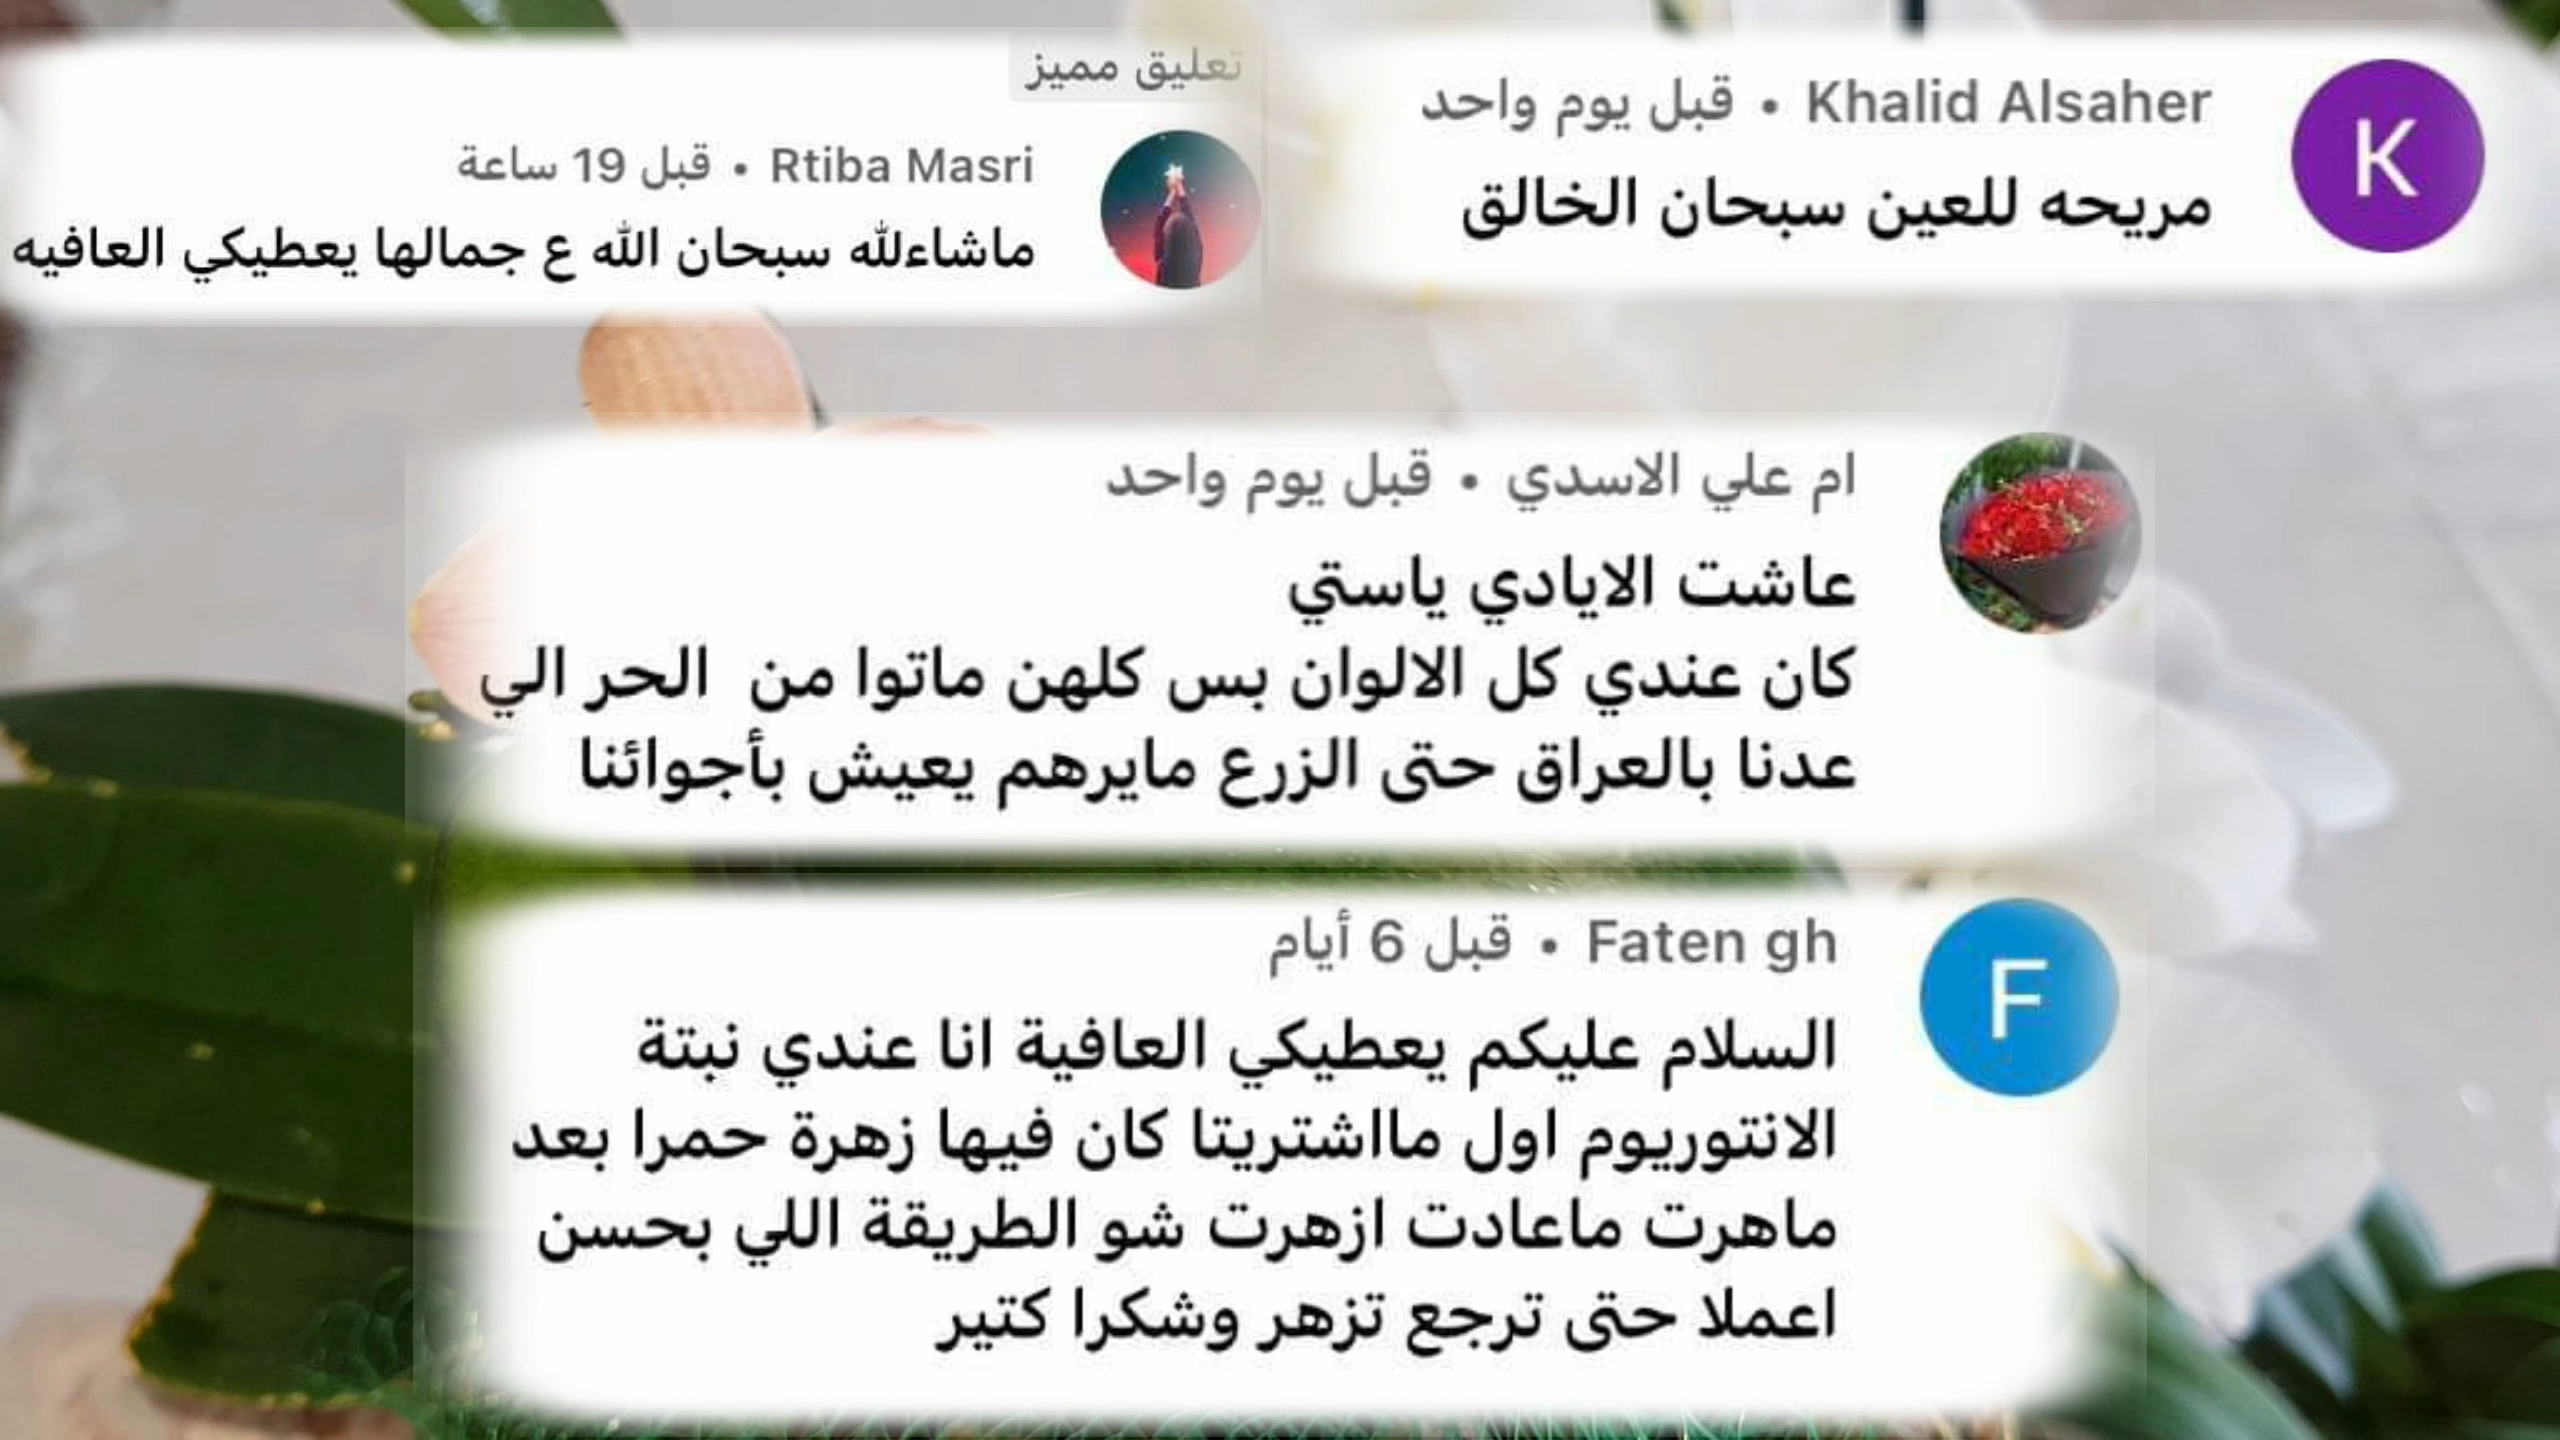 Khalid Alsaher • قبل يوم واحد
مريحه للعين سبحان الخالق
K
تعليق مميز
Rtiba Masri • قبل 19 ساعة
ماشاءلله سبحان الله ع جمالها يعطيكي العافيه
ام علي الاسدي • قبل يوم واحد
عاشت الايادي ياستي
كان عندي كل الالوان بس كلهن ماتوا من الحر الي
عدنا بالعراق حتى الزرع مايرهم يعيش بأجوائنا
Faten gh • قبل 6 أيام
F
السلام عليكم يعطيكي العافية انا عندي نبتة
الانتوريوم اول مااشتريتا كان فيها زهرة حمرا بعد
ماهرت ماعادت ازهرت شو الطريقة اللي بحسن
اعملا حتى ترجع تزهر وشكرا كتير